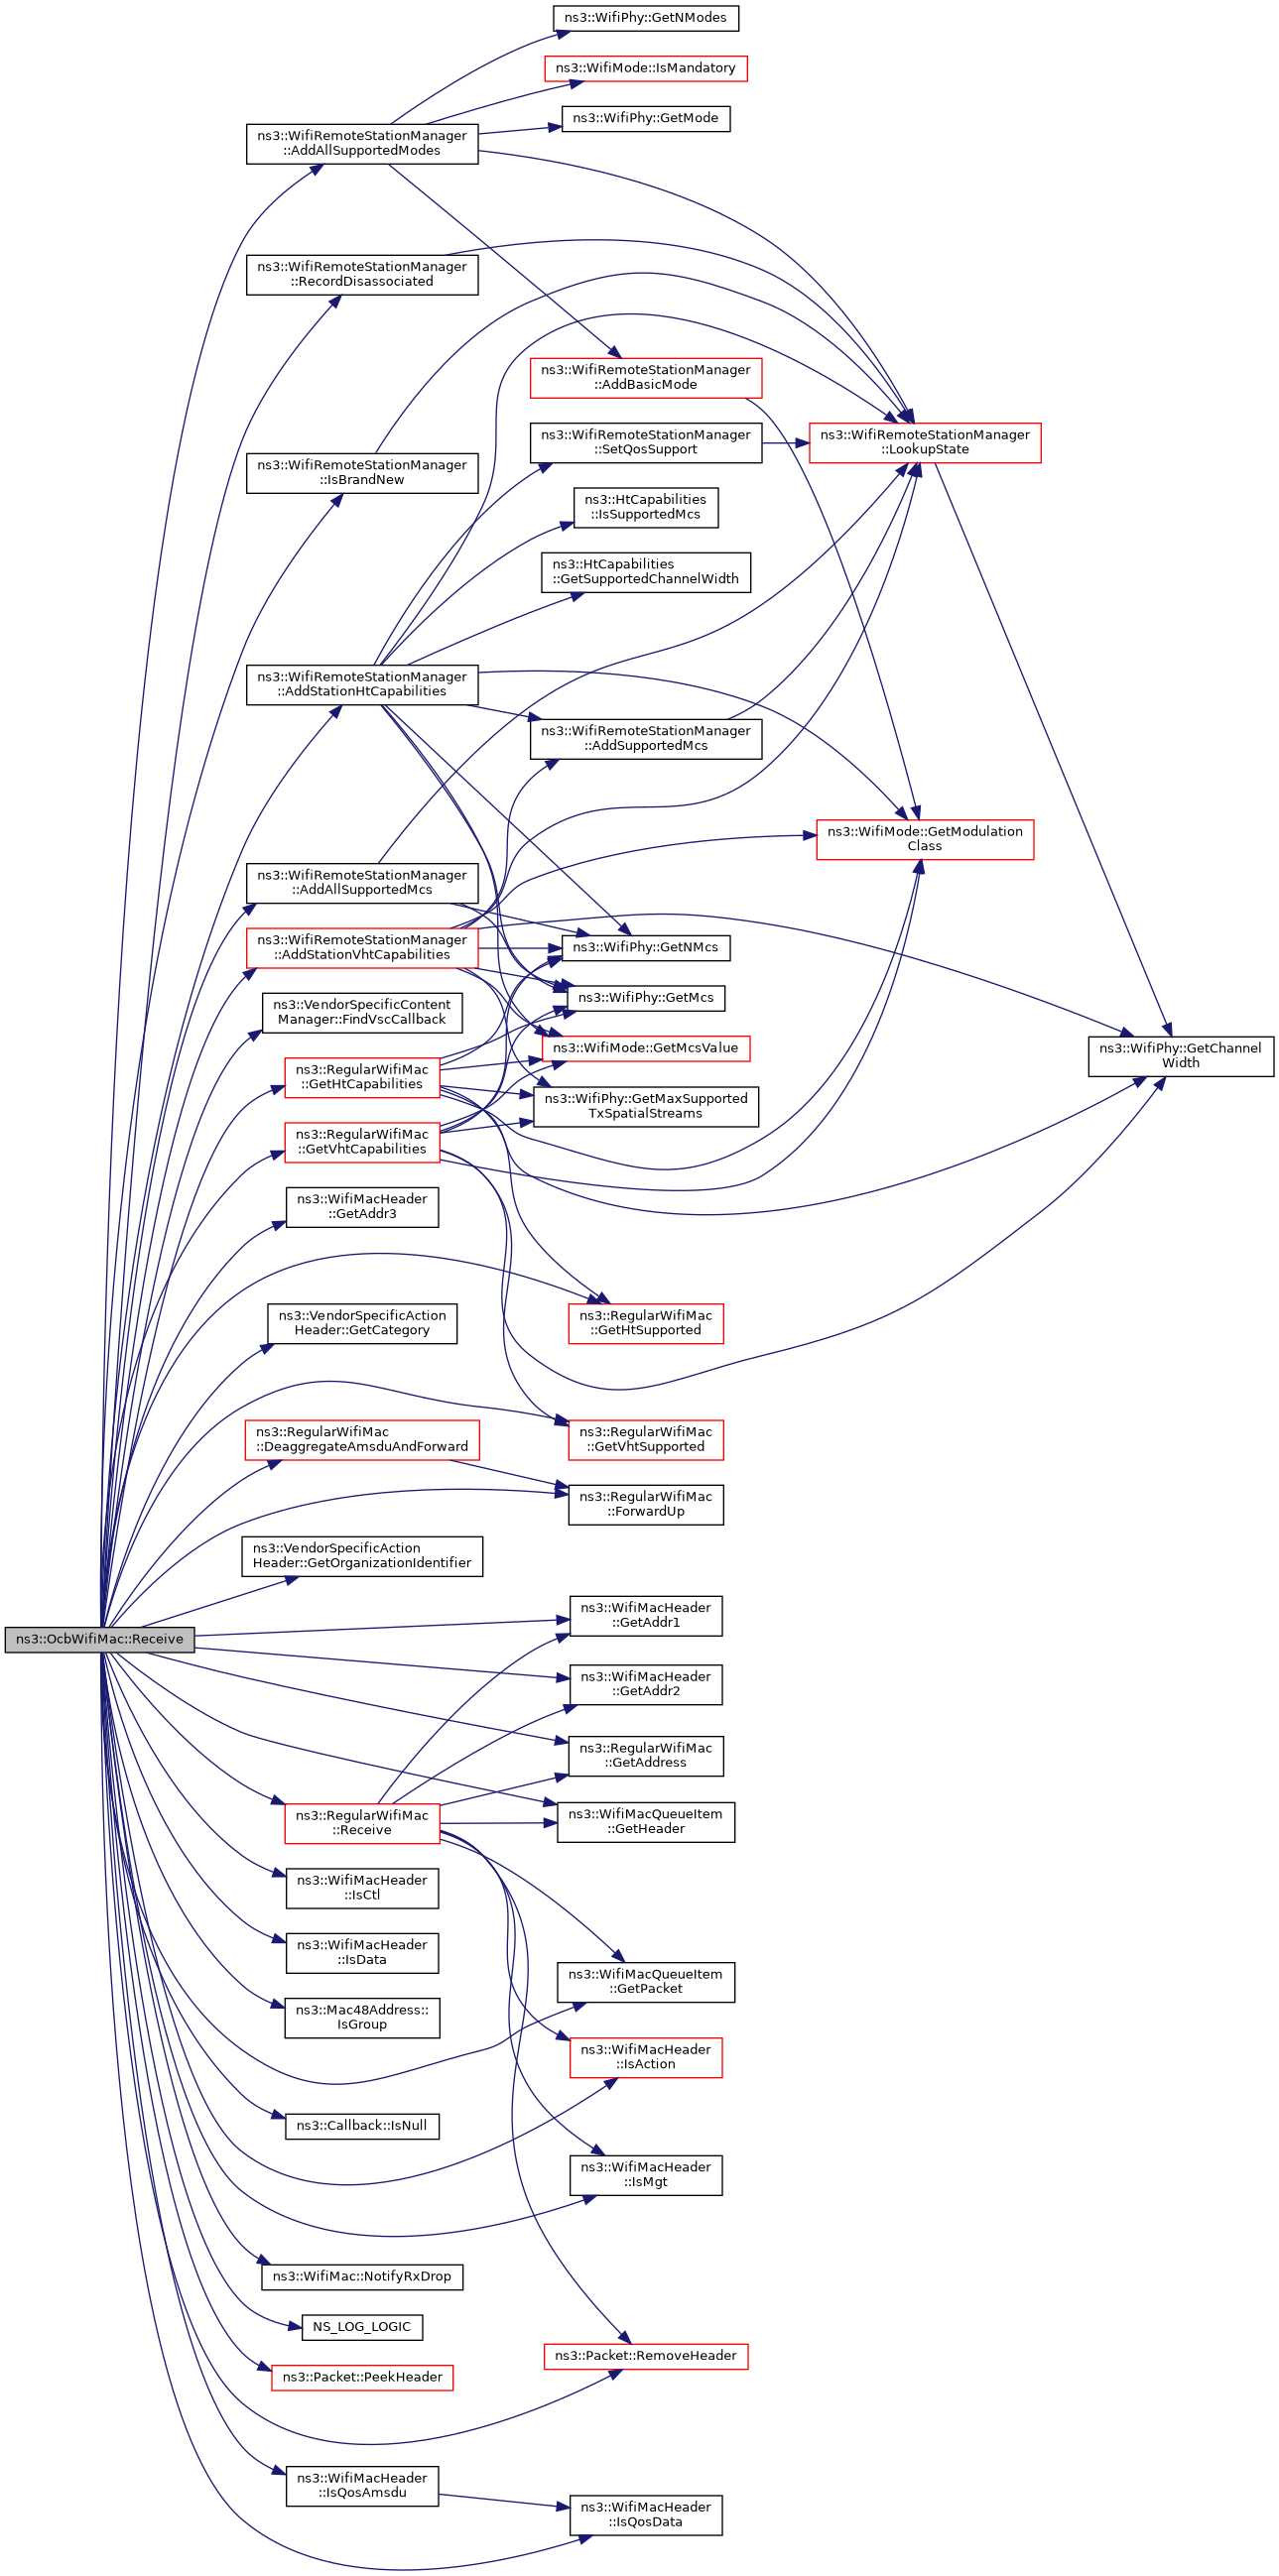 ns3::WifiPhy::GetNModes
ns3::WifiMode::IsMandatory
ns3::WifiPhy::GetMode
ns3::WifiRemoteStationManager
::AddAllSupportedModes
ns3::WifiRemoteStationManager
::RecordDisassociated
ns3::WifiRemoteStationManager
::AddBasicMode
ns3::WifiRemoteStationManager
::SetQosSupport
ns3::WifiRemoteStationManager
::LookupState
ns3::WifiRemoteStationManager
::IsBrandNew
ns3::HtCapabilities
::IsSupportedMcs
ns3::HtCapabilities
::GetSupportedChannelWidth
ns3::WifiRemoteStationManager
::AddStationHtCapabilities
ns3::WifiRemoteStationManager
::AddSupportedMcs
ns3::WifiMode::GetModulation
Class
ns3::WifiRemoteStationManager
::AddAllSupportedMcs
ns3::WifiRemoteStationManager
::AddStationVhtCapabilities
ns3::WifiPhy::GetNMcs
ns3::WifiPhy::GetMcs
ns3::VendorSpecificContent
Manager::FindVscCallback
ns3::WifiMode::GetMcsValue
ns3::WifiPhy::GetChannel
Width
ns3::RegularWifiMac
::GetHtCapabilities
ns3::WifiPhy::GetMaxSupported
TxSpatialStreams
ns3::RegularWifiMac
::GetVhtCapabilities
ns3::WifiMacHeader
::GetAddr3
ns3::VendorSpecificAction
Header::GetCategory
ns3::RegularWifiMac
::GetHtSupported
ns3::RegularWifiMac
::DeaggregateAmsduAndForward
ns3::RegularWifiMac
::GetVhtSupported
ns3::RegularWifiMac
::ForwardUp
ns3::VendorSpecificAction
Header::GetOrganizationIdentifier
ns3::OcbWifiMac::Receive
ns3::WifiMacHeader
::GetAddr1
ns3::WifiMacHeader
::GetAddr2
ns3::RegularWifiMac
::GetAddress
ns3::RegularWifiMac
::Receive
ns3::WifiMacQueueItem
::GetHeader
ns3::WifiMacHeader
::IsCtl
ns3::WifiMacHeader
::IsData
ns3::WifiMacQueueItem
::GetPacket
ns3::Mac48Address::
IsGroup
ns3::WifiMacHeader
::IsAction
ns3::Callback::IsNull
ns3::WifiMacHeader
::IsMgt
ns3::WifiMac::NotifyRxDrop
NS_LOG_LOGIC
ns3::Packet::RemoveHeader
ns3::Packet::PeekHeader
ns3::WifiMacHeader
::IsQosAmsdu
ns3::WifiMacHeader
::IsQosData